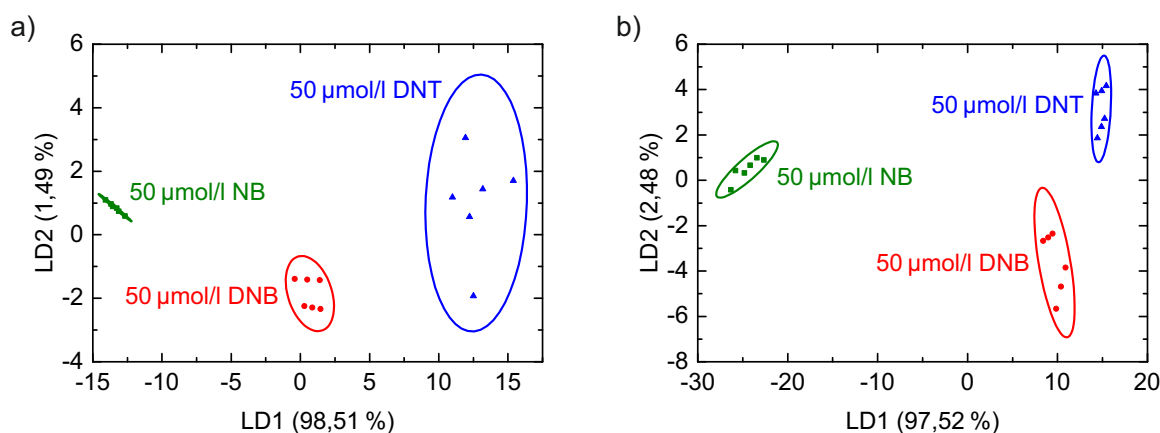 a)
6
4
2
0
-2
-4
LD2 (1,49 %)
50 µmol/l DNT
50 µmol/l NB
50 µmol/l DNB
-15
-10
-5
0
5
10
15
LD1 (98,51 %)
b)
6
4
2
0
-2
-4
-6
-8
LD2 (2,48 %)
50 µmol/l DNT
50 µmol/l NB
50 µmol/l DNB
-30
-20
-10
0
10
20
LD1 (97,52 %)